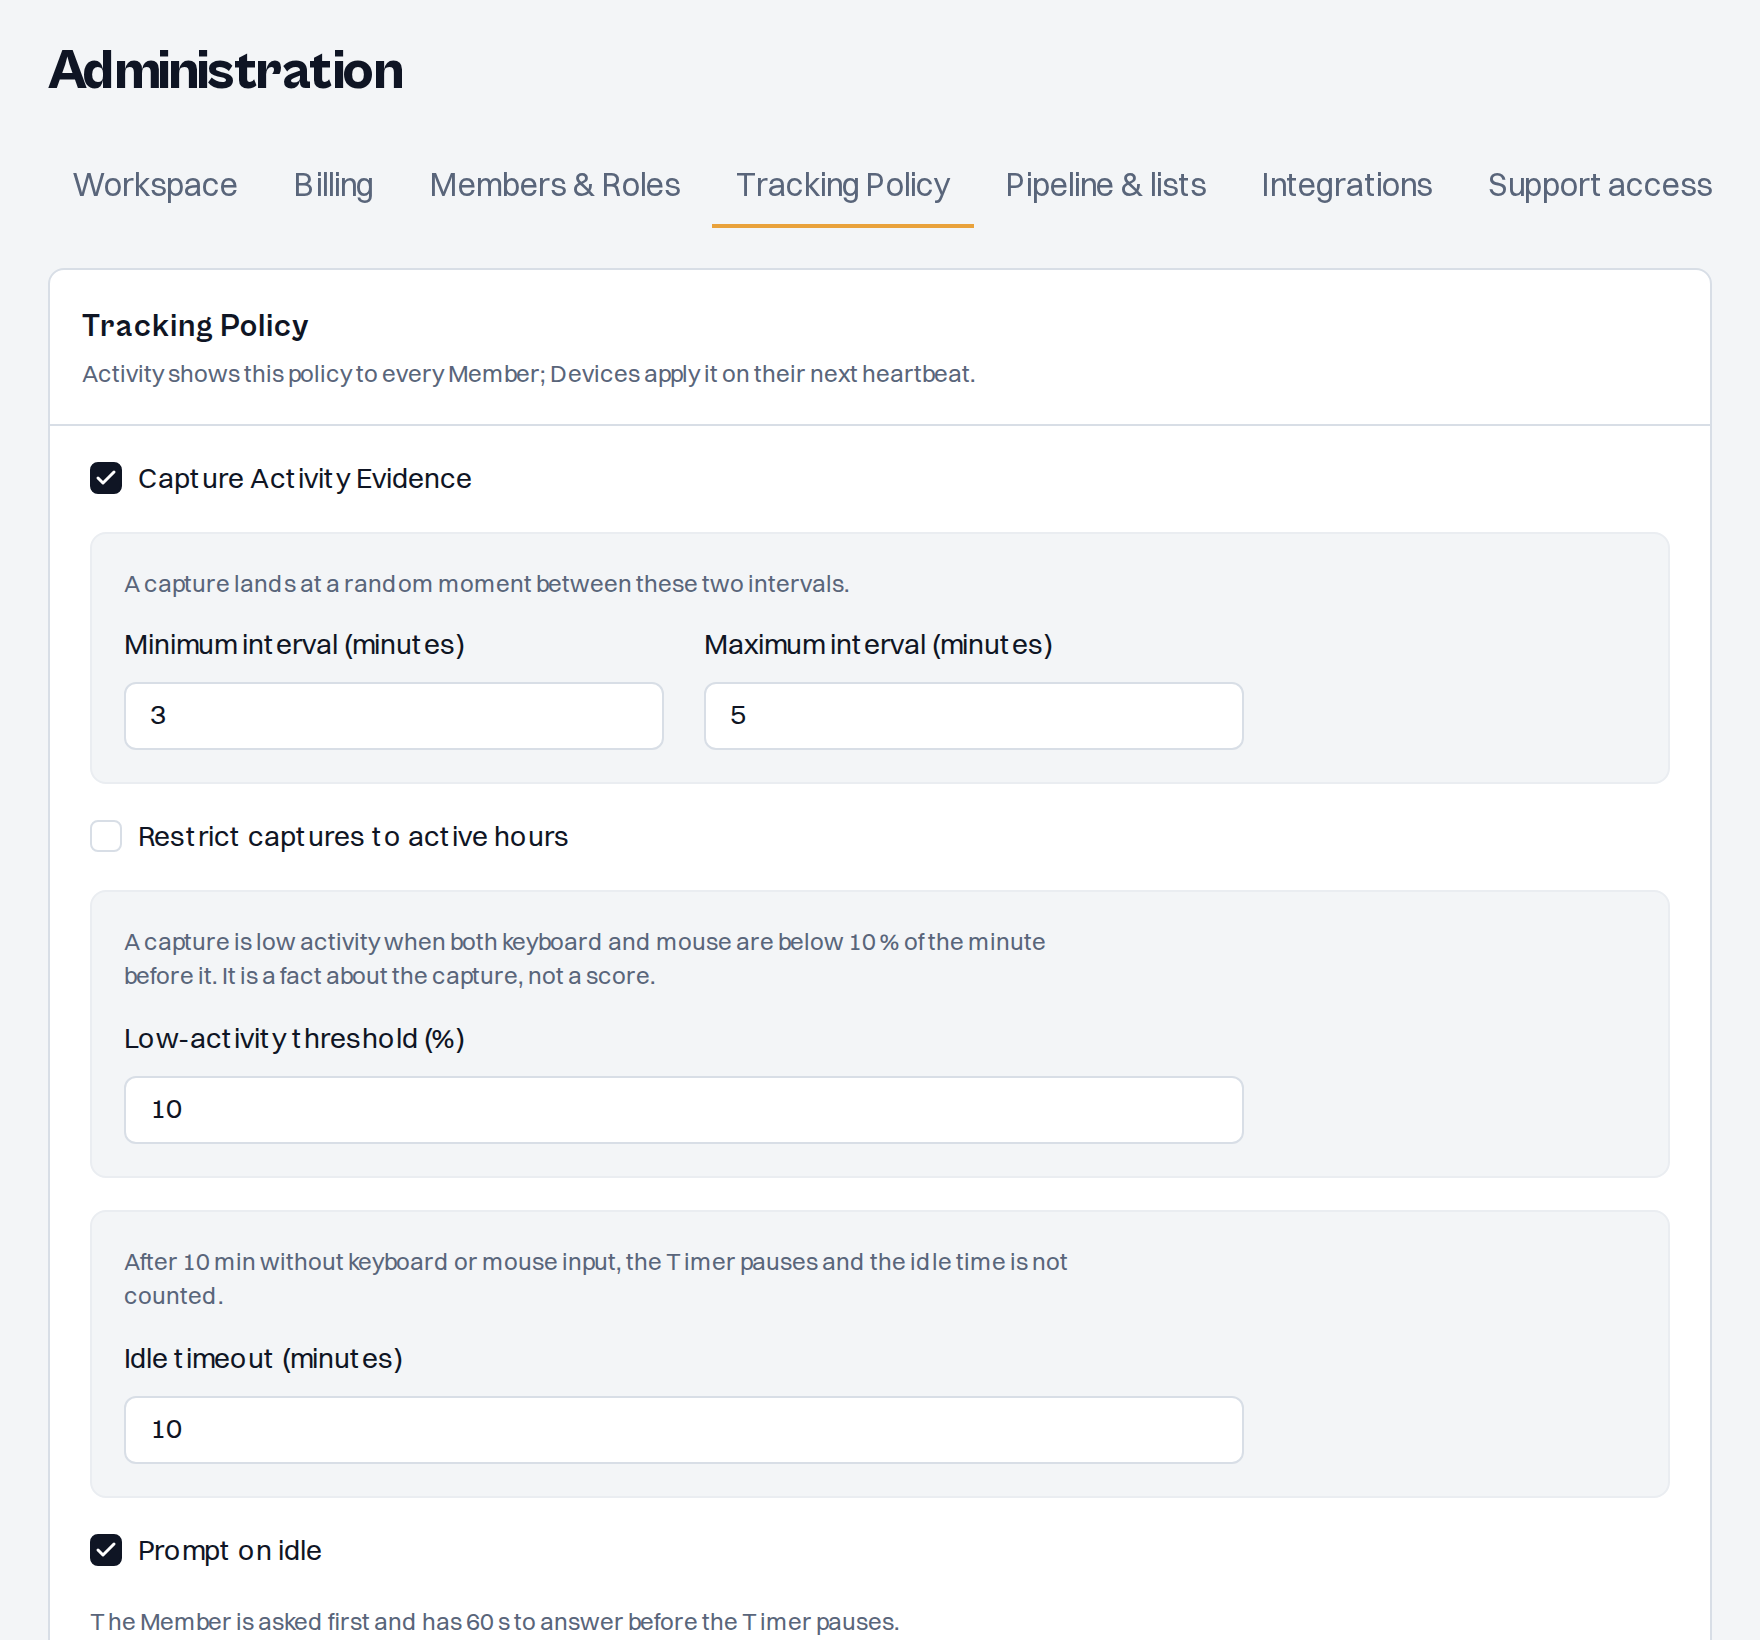 Administration
Workspace Billing Members & Roles Tracking Policy Pipeline & lists Integrations Support access
Tracking Policy
Activity shows this policy to every Member; Devices apply it on their next heartbeat.
Capture Activity Evidence
A capture lands at a random moment between these two intervals.
Minimum interval (minutes) Maximum interval (minutes)
3 5
Restrict captures to active hours
A capture is low activity when both keyboard and mouse are below 10 % of the minute
before it. It is a fact about the capture, not a score.
Low-activity threshold (%)
10
After 10 min without keyboard or mouse input, the Timer pauses and the idle time is not
counted.
Idle timeout (minutes)
10
Prompt on idle
The Member is asked first and has 60 s to answer before the Timer pauses.